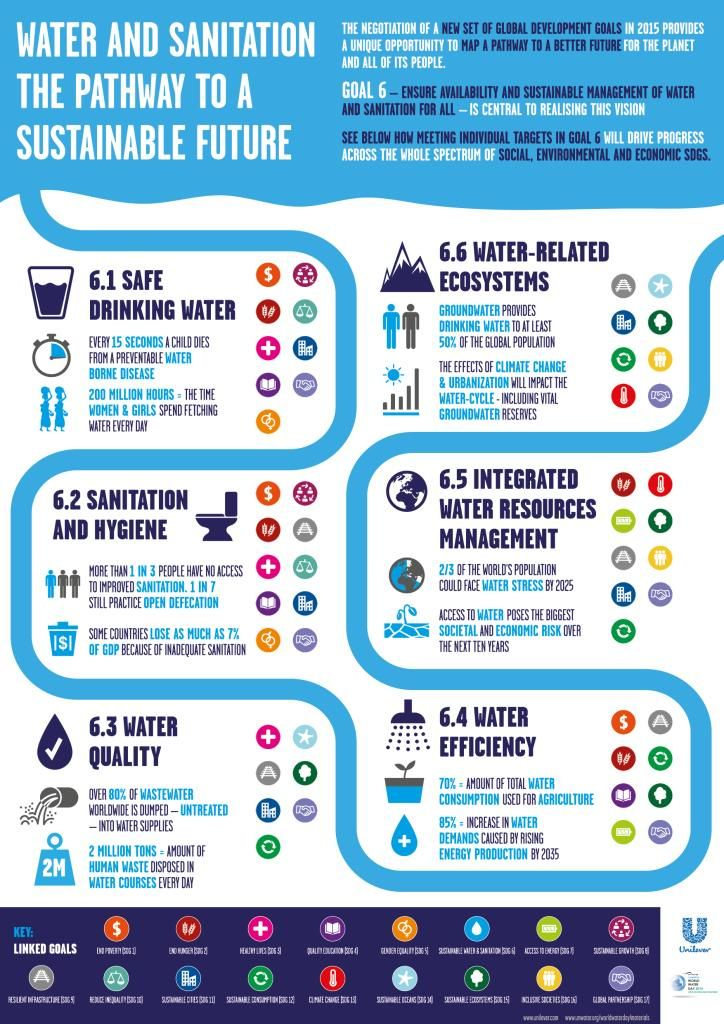 WATER AND SANITATION
THE PATHWAY TO A
SUSTAINABLE FUTURE
THE NEGOTIATION OF A NEW SET OF GLOBAL DEVELOPMENT GOALS IN 2015 PROVIDES
A UNIQUE OPPORTUNITY TO MAP A PATHWAY TO A BETTER FUTURE FOR THE PLANET
AND ALL OF ITS PEOPLE.
GOAL 6 – ENSURE AVAILABILITY AND SUSTAINABLE MANAGEMENT OF WATER
AND SANITATION FOR ALL – IS CENTRAL TO REALISING THIS VISION
SEE BELOW HOW MEETING INDIVIDUAL TARGETS IN GOAL 6 WILL DRIVE PROGRESS
ACROSS THE WHOLE SPECTRUM OF SOCIAL, ENVIRONMENTAL AND ECONOMIC SDGS.
6.1 SAFE
DRINKING WATER
EVERY 15 SECONDS A CHILD DIES
FROM A PREVENTABLE WATER
BORNE DISEASE
200 MILLION HOURS = THE TIME
WOMEN & GIRLS SPEND FETCHING
WATER EVERY DAY
6.2 SANITATION
AND HYGIENE
MORE THAN 1 IN 3 PEOPLE HAVE NO ACCESS
TO IMPROVED SANITATION. 1 IN 7
STILL PRACTICE OPEN DEFECATION
SOME COUNTRIES LOSE AS MUCH AS 7%
OF GDP BECAUSE OF INADEQUATE SANITATION
6.3 WATER
QUALITY
OVER 80% OF WASTEWATER
WORLDWIDE IS DUMPED – UNTREATED
– INTO WATER SUPPLIES
2M
2 MILLION TONS = AMOUNT OF
HUMAN WASTE DISPOSED IN
WATER COURSES EVERY DAY
6.4 WATER
EFFICIENCY
70% = AMOUNT OF TOTAL WATER
CONSUMPTION USED FOR AGRICULTURE
85% = INCREASE IN WATER
DEMANDS CAUSED BY RISING
ENERGY PRODUCTION BY 2035
6.5 INTEGRATED
WATER RESOURCES
MANAGEMENT
2/3 OF THE WORLD'S POPULATION
COULD FACE WATER STRESS BY 2025
ACCESS TO WATER POSES THE BIGGEST
SOCIETAL AND ECONOMIC RISK OVER
THE NEXT TEN YEARS
6.6 WATER-RELATED
ECOSYSTEMS
GROUNDWATER PROVIDES
DRINKING WATER TO AT LEAST
50% OF THE GLOBAL POPULATION
THE EFFECTS OF CLIMATE CHANGE
& URBANIZATION WILL IMPACT THE
WATER-CYCLE - INCLUDING VITAL
GROUNDWATER RESERVES
KEY:
LINKED GOALS
END POVERTY (SDG 1)
END HUNGER (SDG 2)
HEALTHY LIVES (SDG 3)
QUALITY EDUCATION (SDG 4)
GENDER EQUALITY (SDG 5)
SUSTAINABLE WATER & SANITATION (SDG 6)
ACCESS TO ENERGY (SDG 7)
SUSTAINABLE GROWTH (SDG 8)
RESILIENT INFRASTRUCTURE (SDG 9)
REDUCE INEQUALITY (SDG 10)
SUSTAINABLE CITIES (SDG 11)
SUSTAINABLE CONSUMPTION (SDG 12)
CLIMATE CHANGE (SDG 13)
SUSTAINABLE OCEANS (SDG 14)
SUSTAINABLE ECOSYSTEMS (SDG 15)
INCLUSIVE SOCIETIES (SDG 16)
GLOBAL PARTNERSHIP (SDG 17)
Unilever
www.unilever.com www.unwater.org/worldwaterday/materials